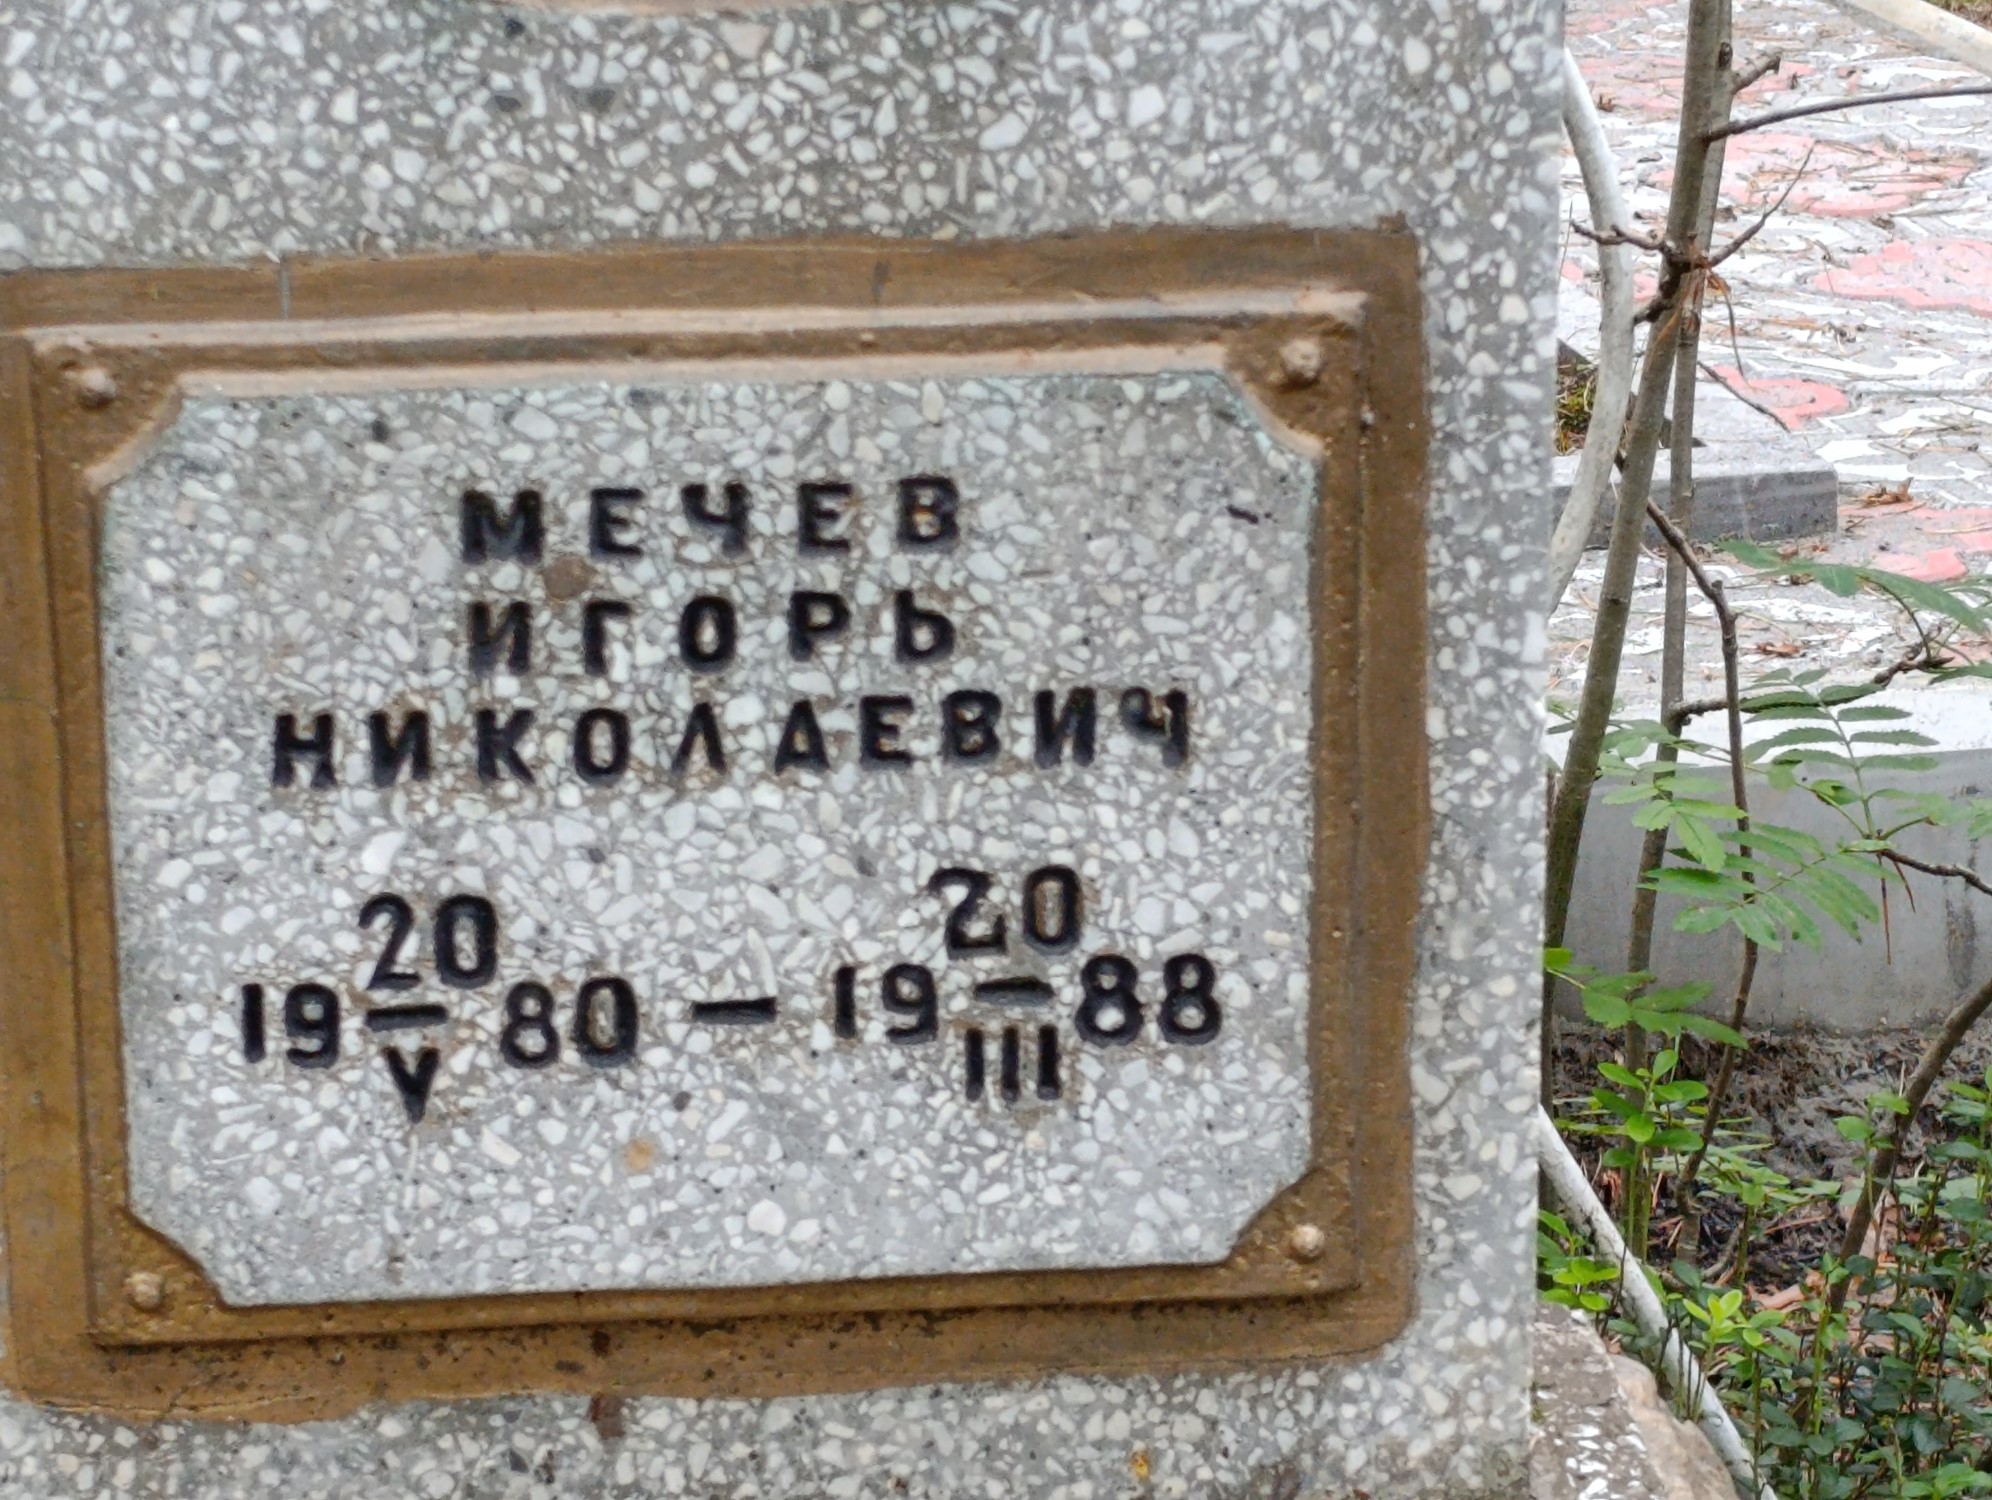 МЕЧЕВ
ИГОРЬ
НИКОЛАЕВИЧ
19 20/V 80 — 19 20/III 88